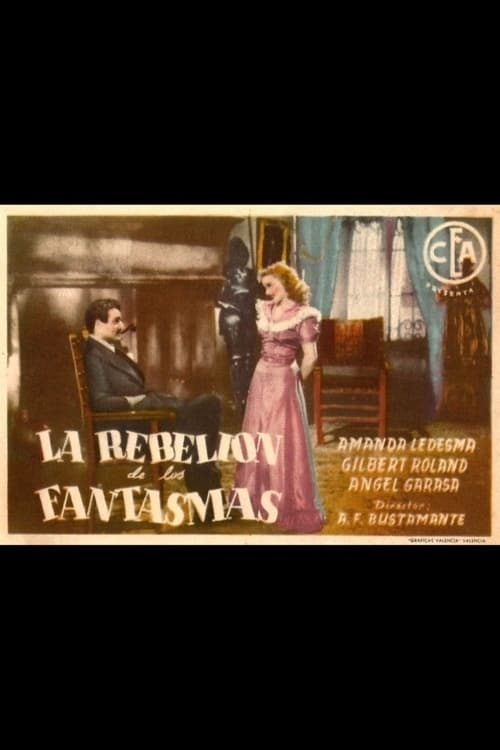 CEA
PRESENTA
LA REBELION
de los
FANTASMAS
AMANDA LEDESMA
GILBERT ROLAND
ANGEL GARASA
Director:
A. F. BUSTAMANTE
"GRAFICAS VALENCIA" VALENCIA